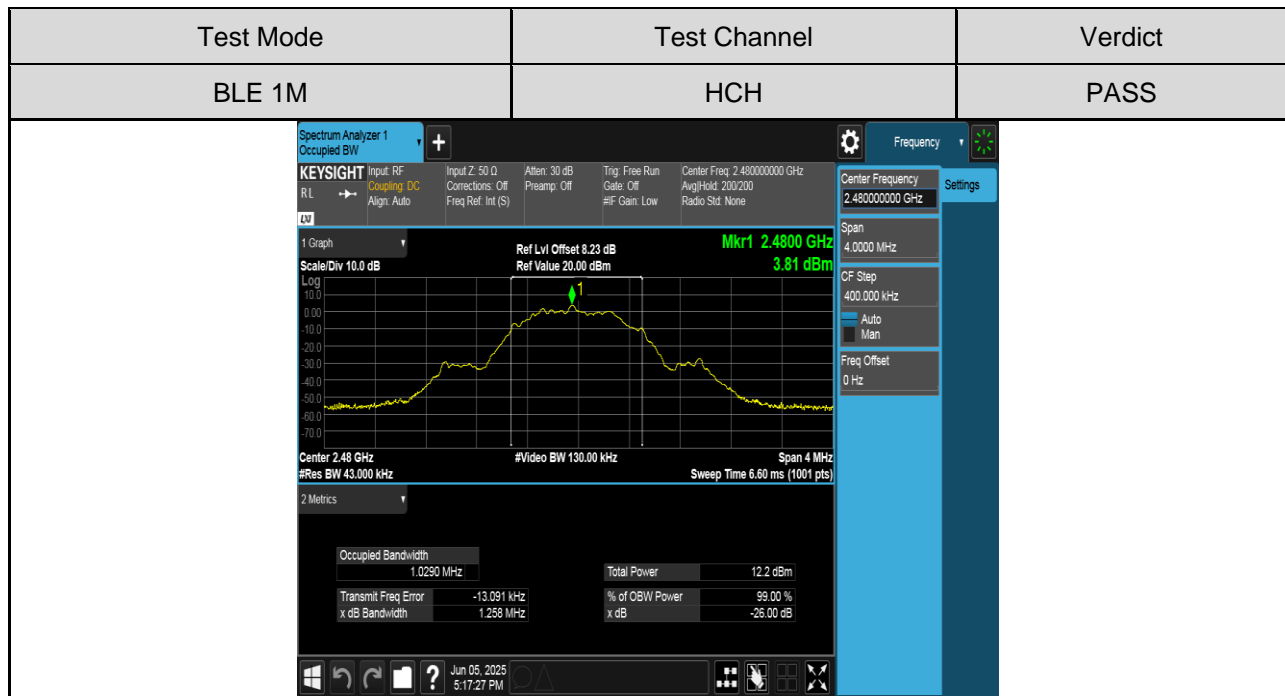 Test Mode Test Channel Verdict
BLE 1M HCH PASS
Spectrum Analyzer 1
Occupied BW
+
Frequency
KEYSIGHT
RL
LXI
Input: RF
Coupling: DC
Align: Auto
Input Z: 50 Ω
Corrections: Off
Freq Ref: Int (S)
Atten: 30 dB
Preamp: Off
Trig: Free Run
Gate: Off
#IF Gain: Low
Center Freq: 2.480000000 GHz
Avg|Hold: 200/200
Radio Std: None
Center Frequency
2.480000000 GHz
Settings
Span
4.0000 MHz
CF Step
400.000 kHz
Auto
Man
Freq Offset
0 Hz
1 Graph
Scale/Div 10.0 dB
Ref Lvl Offset 8.23 dB
Ref Value 20.00 dBm
Mkr1 2.4800 GHz
3.81 dBm
Log
1
10.0
0.00
-10.0
-20.0
-30.0
-40.0
-50.0
-60.0
-70.0
Center 2.48 GHz #Video BW 130.00 kHz Span 4 MHz
#Res BW 43.000 kHz Sweep Time 6.60 ms (1001 pts)
2 Metrics
Occupied Bandwidth
1.0290 MHz
Total Power 12.2 dBm
Transmit Freq Error -13.091 kHz
x dB Bandwidth 1.258 MHz
% of OBW Power 99.00 %
x dB -26.00 dB
?
Jun 05, 2025
5:17:27 PM